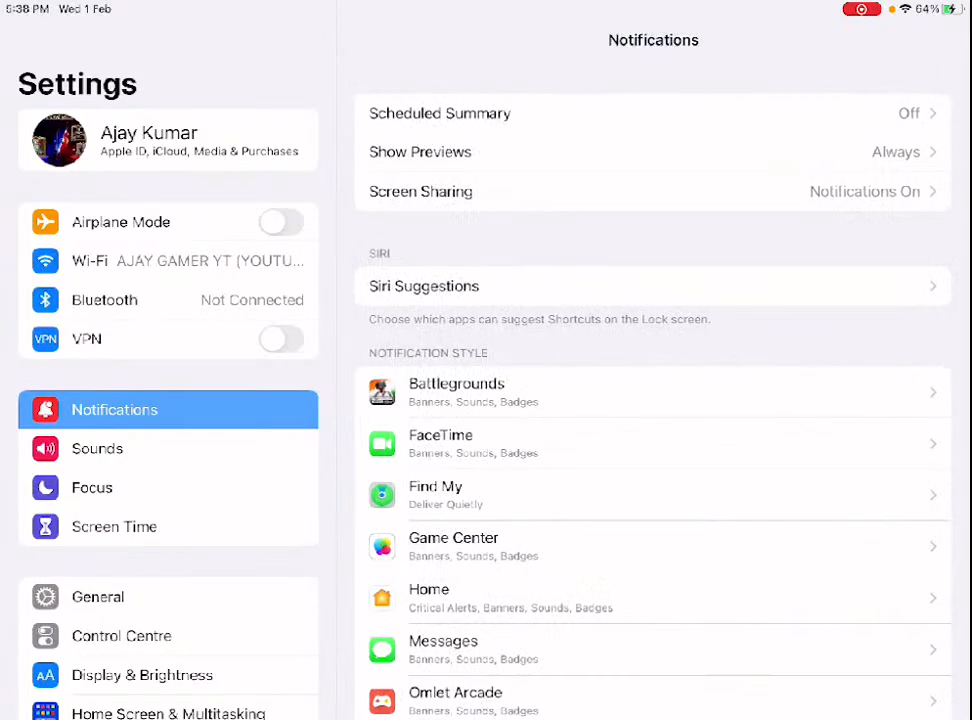 5:38 PM Wed 1 Feb
64%
Settings
Ajay Kumar
Apple ID, iCloud, Media & Purchases
Airplane Mode
Wi-Fi AJAY GAMER YT (YOUTU...
Bluetooth Not Connected
VPN VPN
Notifications
Sounds
Focus
Screen Time
General
Control Centre
AA Display & Brightness
Home Screen & Multitasking
Notifications
Scheduled Summary Off
Show Previews Always
Screen Sharing Notifications On
SIRI
Siri Suggestions
Choose which apps can suggest Shortcuts on the Lock screen.
NOTIFICATION STYLE
Battlegrounds
Banners, Sounds, Badges
FaceTime
Banners, Sounds, Badges
Find My
Deliver Quietly
Game Center
Banners, Sounds, Badges
Home
Critical Alerts, Banners, Sounds, Badges
Messages
Banners, Sounds, Badges
Omlet Arcade
Banners, Sounds, Badges